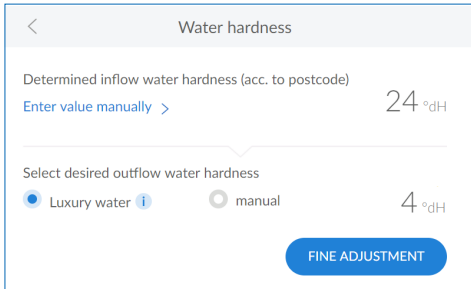 Water hardness
Determined inflow water hardness (acc. to postcode)
24 °dH
Enter value manually >
Select desired outflow water hardness
Luxury water i manual
4 °dH
FINE ADJUSTMENT